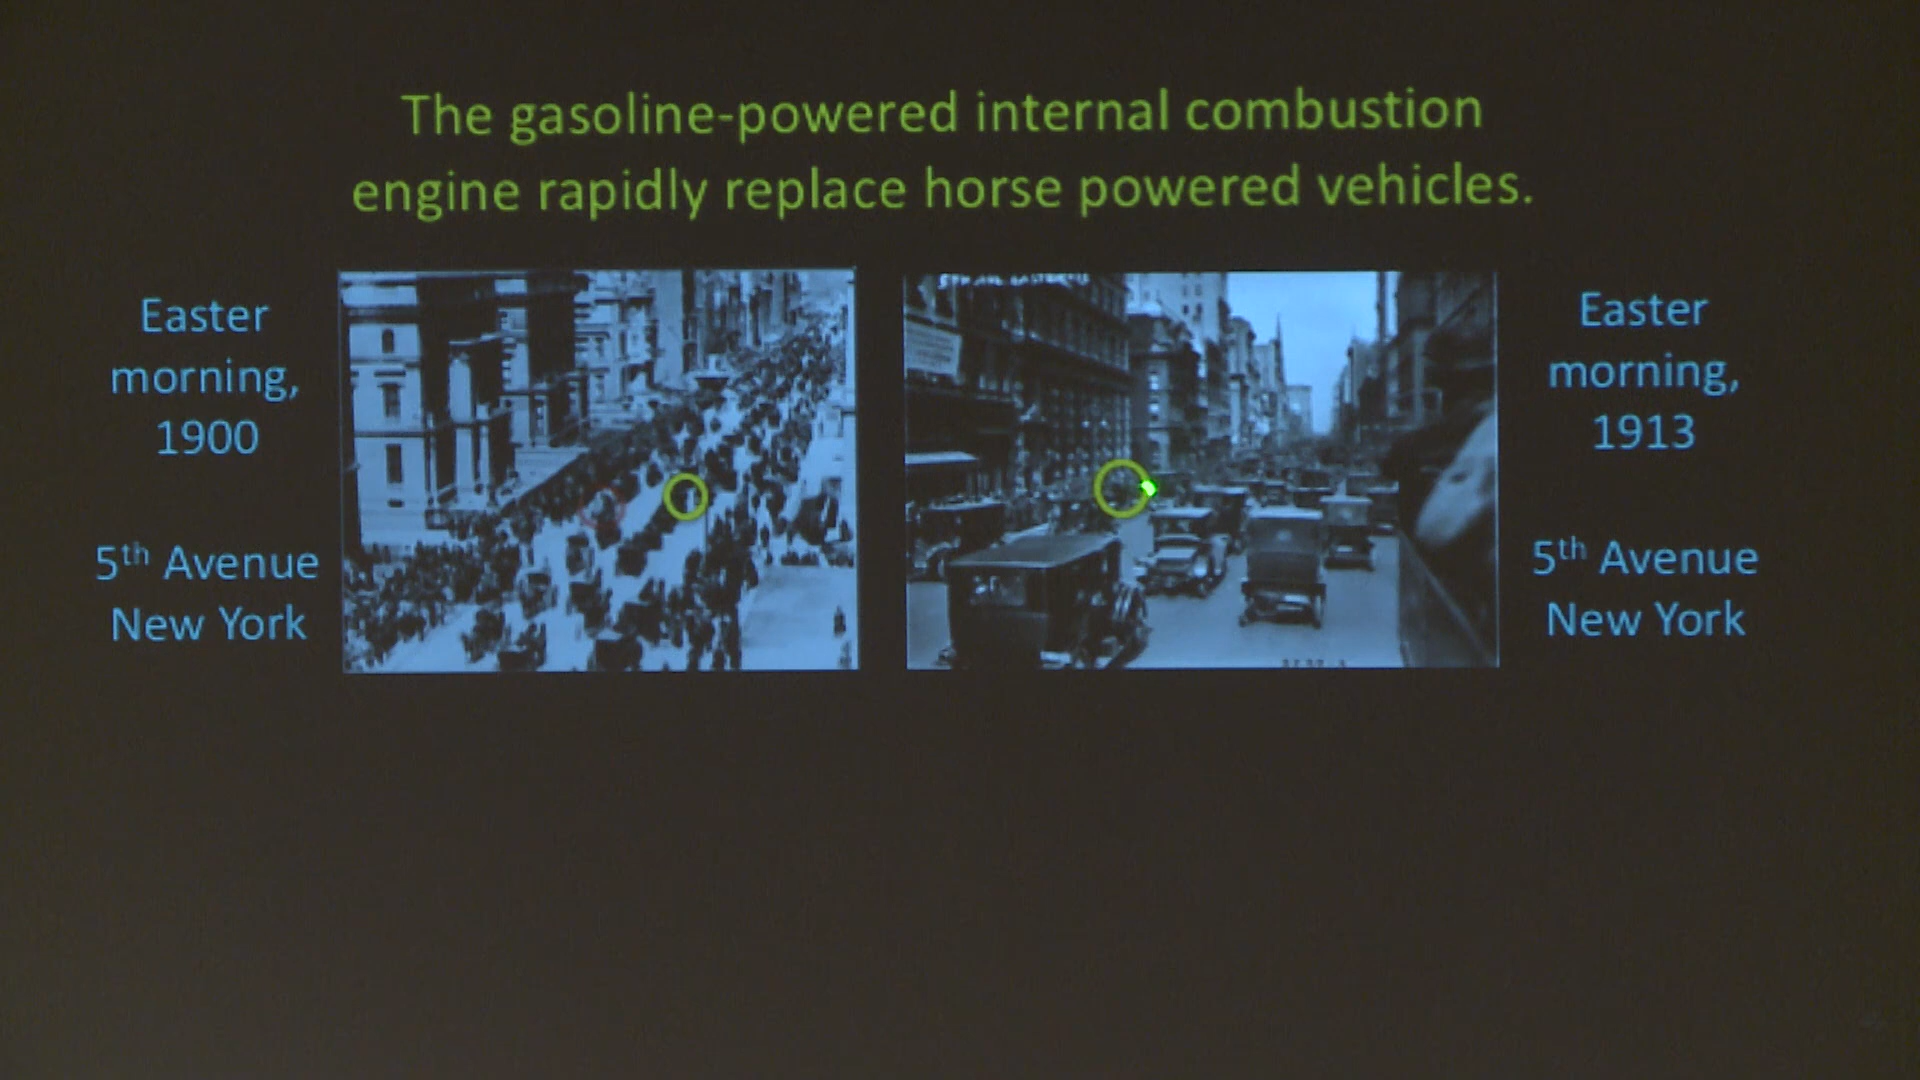 The gasoline-powered internal combustion
engine rapidly replace horse powered vehicles.
Easter
morning,
1900
5th Avenue
New York
Easter
morning,
1913
5th Avenue
New York